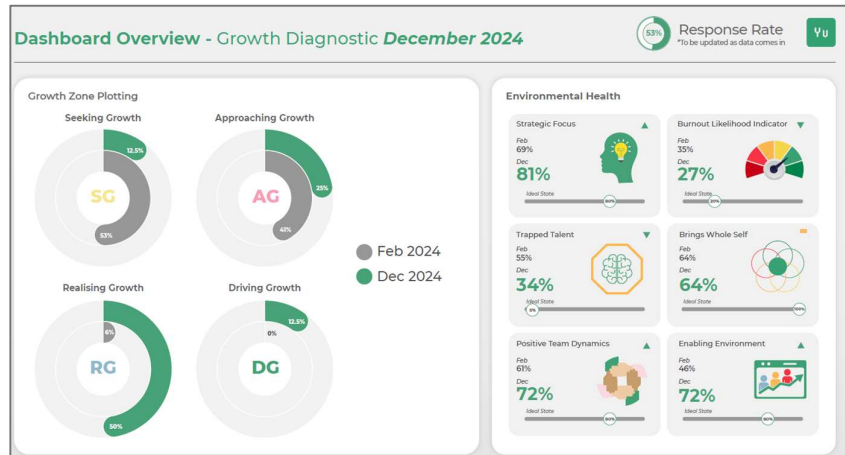 Dashboard Overview - Growth Diagnostic December 2024
53%
Response Rate
*To be updated as data comes in
Yu
Growth Zone Plotting
Seeking Growth
12.5%
SG
53%
Approaching Growth
25%
AG
41%
Feb 2024
Dec 2024
Realising Growth
6%
RG
50%
Driving Growth
12.5%
0%
DG
Environmental Health
Strategic Focus
Feb
69%
Dec
81%
Ideal State
80%
Burnout Likelihood Indicator
Feb
35%
Dec
27%
Ideal State
20%
Trapped Talent
Feb
55%
Dec
34%
Ideal State
5%
Brings Whole Self
Feb
64%
Dec
64%
Ideal State
100%
Positive Team Dynamics
Feb
61%
Dec
72%
Ideal State
Enabling Environment
Feb
46%
Dec
72%
Ideal State